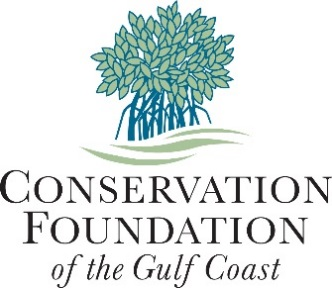 CONSERVATION
FOUNDATION
of the Gulf Coast